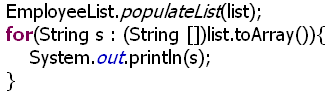 EmployeeList.populateList(list);
for(String s : (String [])list.toArray()){
System.out.println(s);
}